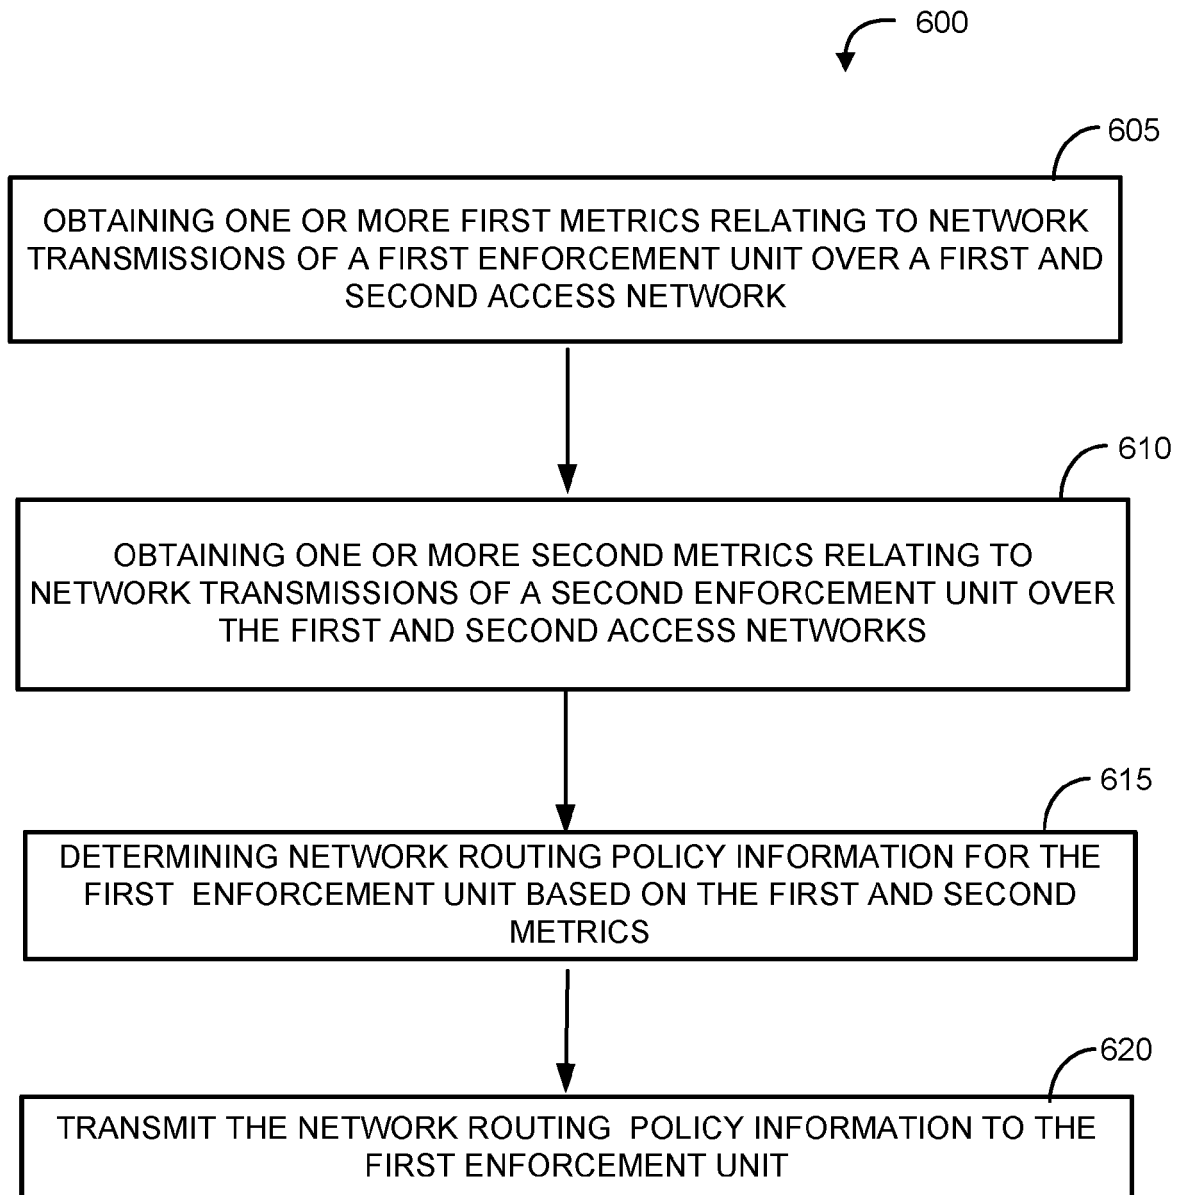 600
605
OBTAINING ONE OR MORE FIRST METRICS RELATING TO NETWORK
TRANSMISSIONS OF A FIRST ENFORCEMENT UNIT OVER A FIRST AND
SECOND ACCESS NETWORK
610
OBTAINING ONE OR MORE SECOND METRICS RELATING TO
NETWORK TRANSMISSIONS OF A SECOND ENFORCEMENT UNIT OVER
THE FIRST AND SECOND ACCESS NETWORKS
615
DETERMINING NETWORK ROUTING POLICY INFORMATION FOR THE
FIRST ENFORCEMENT UNIT BASED ON THE FIRST AND SECOND
METRICS
620
TRANSMIT THE NETWORK ROUTING POLICY INFORMATION TO THE
FIRST ENFORCEMENT UNIT